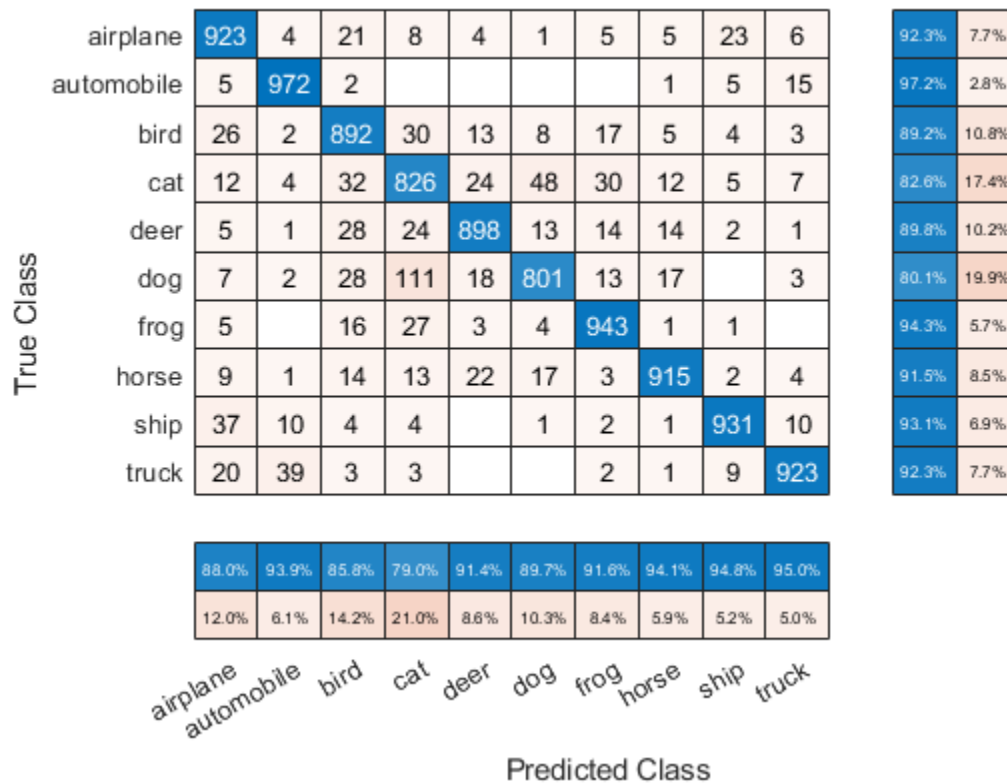 airplane 923 4 21 8 4 1 5 5 23 6 92.3% 7.7%
automobile 5 972 2 1 5 15 97.2% 2.8%
bird 26 2 892 30 13 8 17 5 4 3 89.2% 10.8%
cat 12 4 32 826 24 48 30 12 5 7 82.6% 17.4%
deer 5 1 28 24 898 13 14 14 2 1 89.8% 10.2%
dog 7 2 28 111 18 801 13 17 3 80.1% 19.9%
frog 5 16 27 3 4 943 1 1 94.3% 5.7%
horse 9 1 14 13 22 17 3 915 2 4 91.5% 8.5%
ship 37 10 4 4 1 2 1 931 10 93.1% 6.9%
truck 20 39 3 3 2 1 9 923 92.3% 7.7%
True Class
88.0% 93.9% 85.8% 79.0% 91.4% 89.7% 91.6% 94.1% 94.8% 95.0%
12.0% 6.1% 14.2% 21.0% 8.6% 10.3% 8.4% 5.9% 5.2% 5.0%
airplane automobile bird cat deer dog frog horse ship truck
Predicted Class